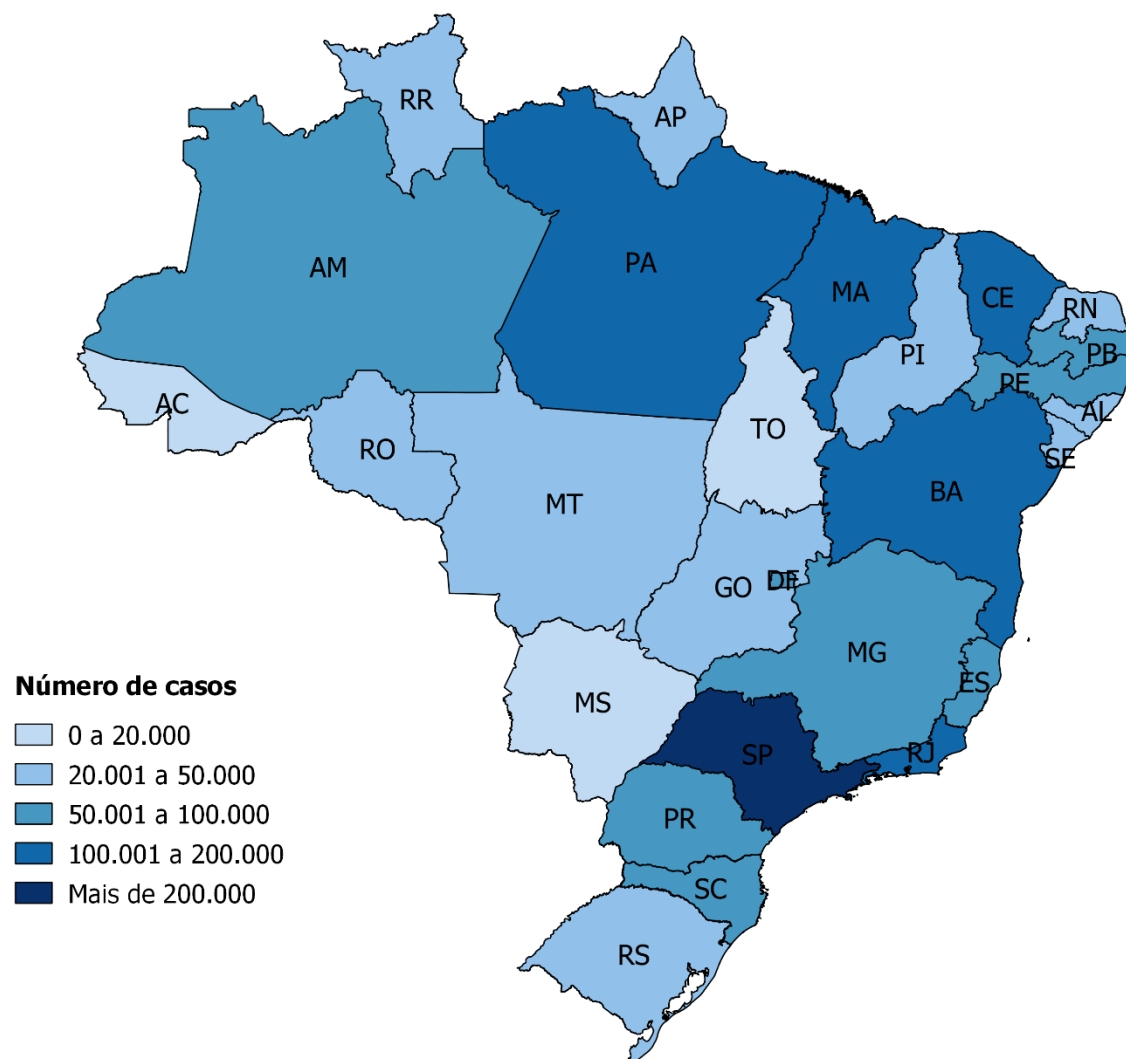 RR
AP
AM
PA
MA
CE
RN
PI
PB
PE
AC
AL
TO
RO
SE
BA
MT
DF
GO
MG
ES
MS
SP
RJ
PR
SC
RS
Número de casos
0 a 20.000
20.001 a 50.000
50.001 a 100.000
100.001 a 200.000
Mais de 200.000